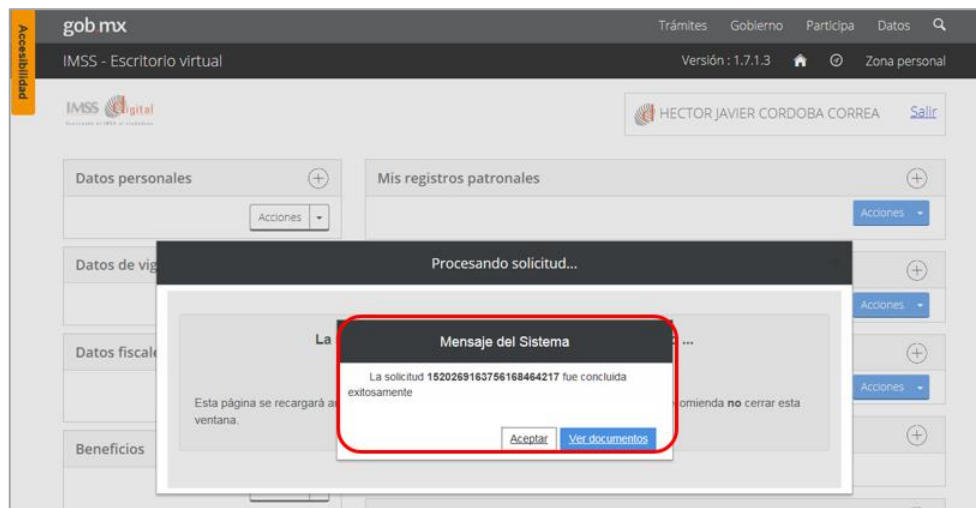 Accesibilidad
gob.mx
Trámites Gobierno Participa Datos
IMSS - Escritorio virtual
Versión : 1.7.1.3 Zona personal
IMSS Digital
HECTOR JAVIER CORDOBA CORREA Salir
Datos personales
Mis registros patronales
Acciones
Acciones
Datos de vig
Procesando solicitud...
Acciones
La
...
Mensaje del Sistema
Datos fiscale
La solicitud 1520269163756168464217 fue concluida
exitosamente
Acciones
Esta página se recargará a
omienda no cerrar esta
ventana.
Aceptar Ver documentos
Beneficios